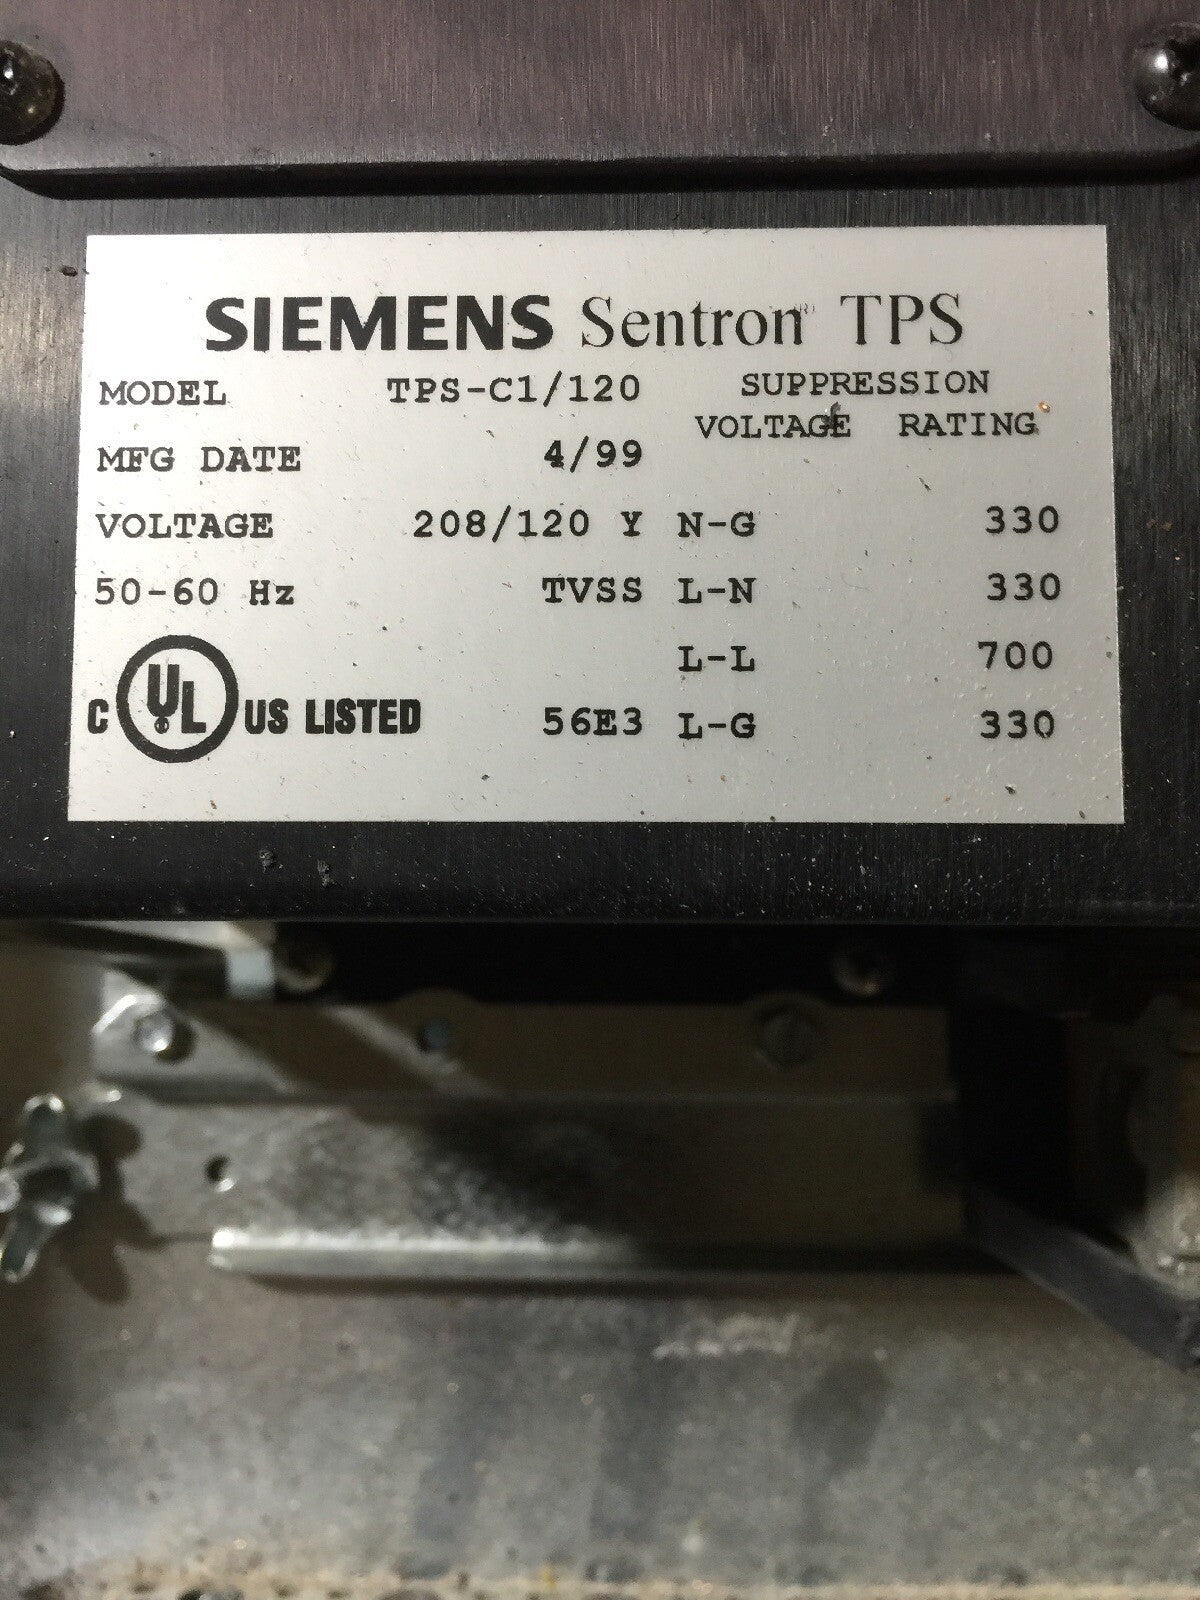 SIEMENS Sentron® TPS
MODEL TPS-C1/120 SUPPRESSION
VOLTAGE RATING
MFG DATE 4/99
VOLTAGE 208/120 Y N-G 330
50-60 Hz TVSS L-N 330
L-L 700
C UL US LISTED 56E3 L-G 330